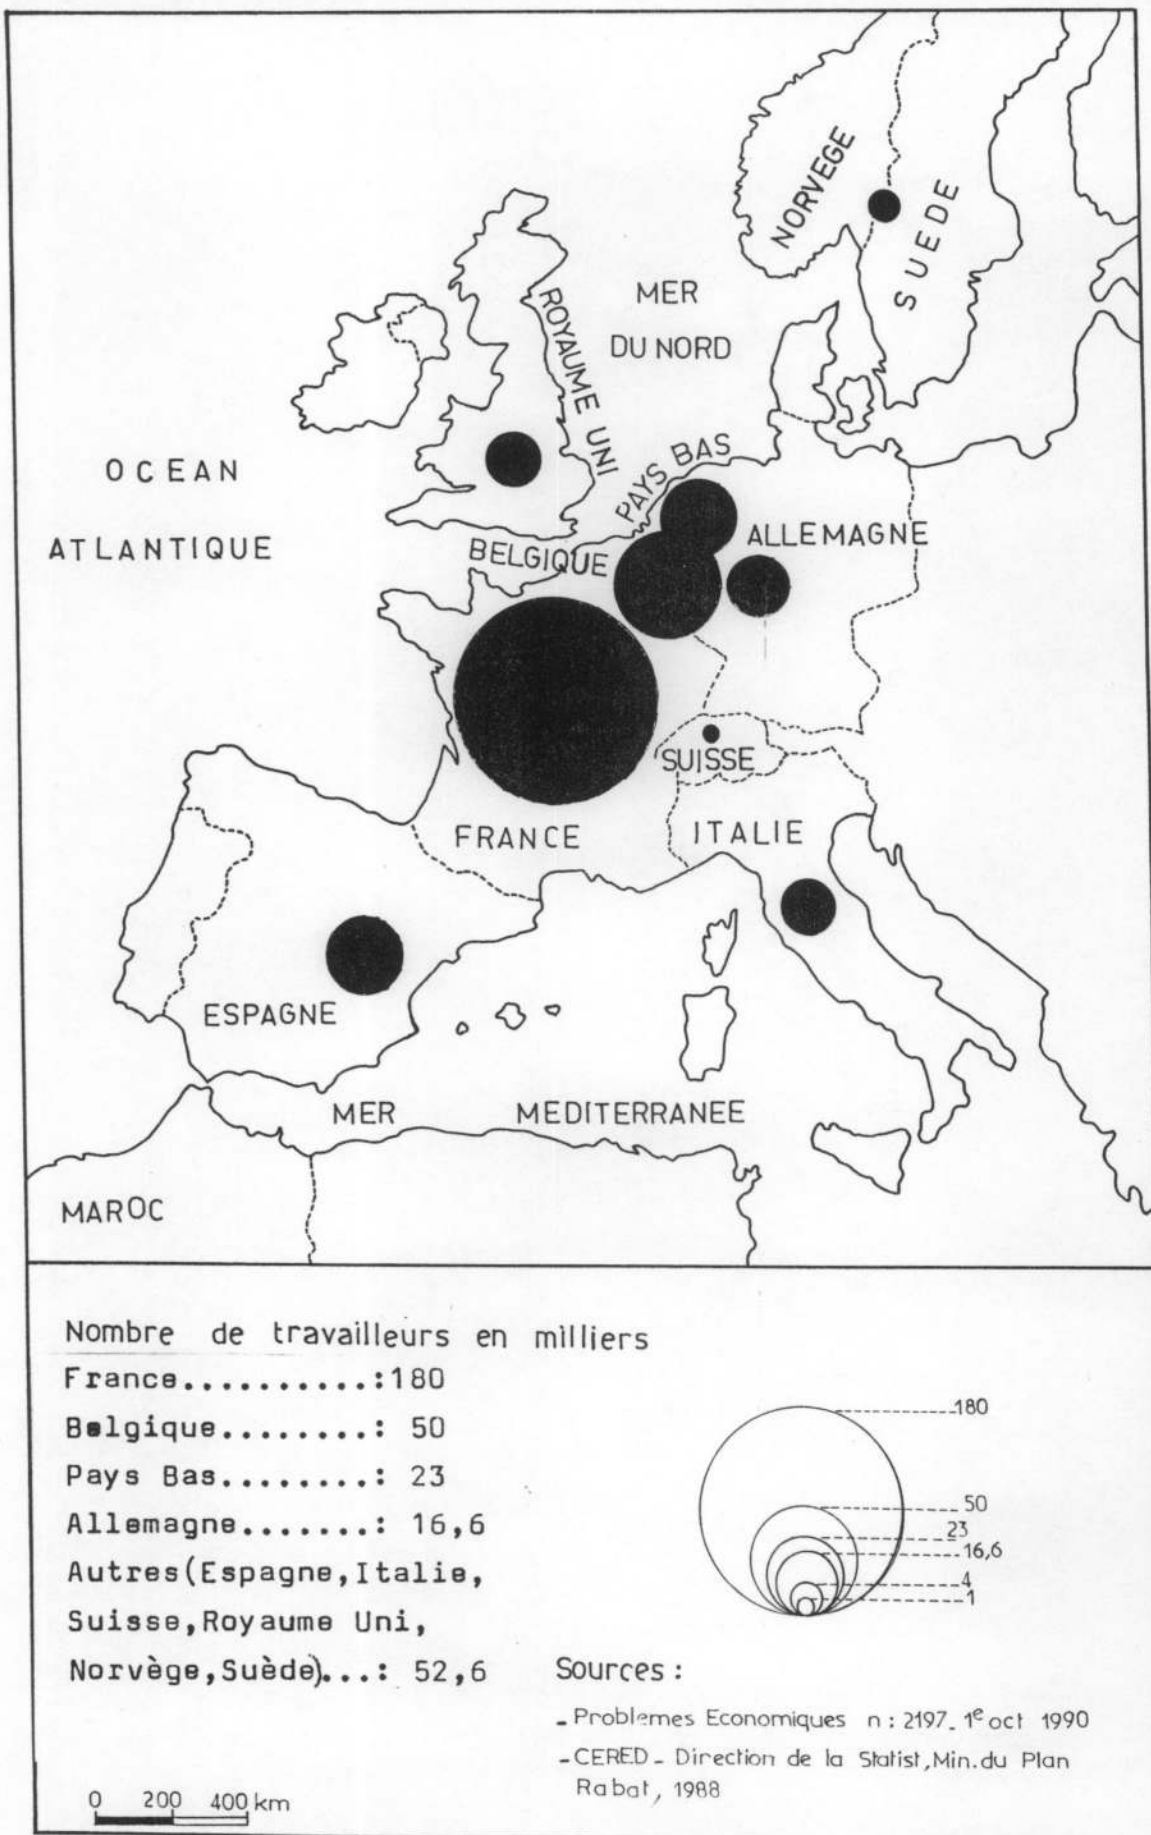 NORVEGE
SUEDE
MER
DU NORD
ROYAUME UNI
OCEAN
ATLANTIQUE
PAYS BAS
BELGIQUE
ALLEMAGNE
SUISSE
FRANCE
ITALIE
ESPAGNE
MER MEDITERRANEE
MAROC
Nombre de travailleurs en milliers
France..........:180
Belgique........: 50
Pays Bas........: 23
Allemagne.......: 16,6
Autres(Espagne,Italie,
Suisse,Royaume Uni,
Norvège,Suède)...: 52,6
180
50
23
16,6
4
1
Sources :
- Problèmes Economiques n : 2197_ 1e oct 1990
- CERED _ Direction de la Statist, Min. du Plan
Rabat, 1988
0 200 400 km